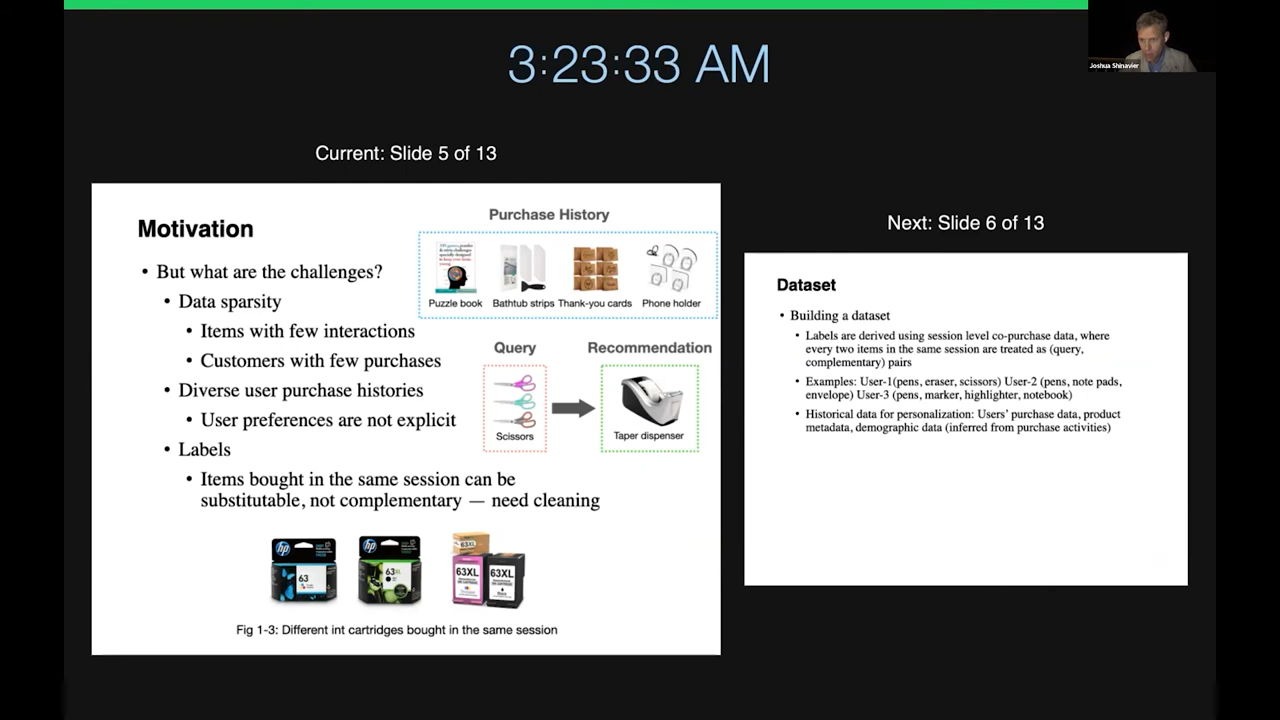 3:23:33 AM
Joshua Shinavier
Current: Slide 5 of 13
Motivation
Purchase History
Puzzle book Bathtub strips Thank-you cards Phone holder
• But what are the challenges?
• Data sparsity
• Items with few interactions
• Customers with few purchases
• Diverse user purchase histories
• User preferences are not explicit
• Labels
• Items bought in the same session can be
substitutable, not complementary — need cleaning
Query
Recommendation
Scissors
Taper dispenser
hp
63
hp
63XL
63XL
63XL
63XL
Fig 1-3: Different int cartridges bought in the same session
Next: Slide 6 of 13
Dataset
• Building a dataset
• Labels are derived using session level co-purchase data, where
every two items in the same session are treated as (query,
complementary) pairs
• Examples: User-1(pens, eraser, scissors) User-2 (pens, note pads,
envelope) User-3 (pens, marker, highlighter, notebook)
• Historical data for personalization: Users’ purchase data, product
metadata, demographic data (inferred from purchase activities)